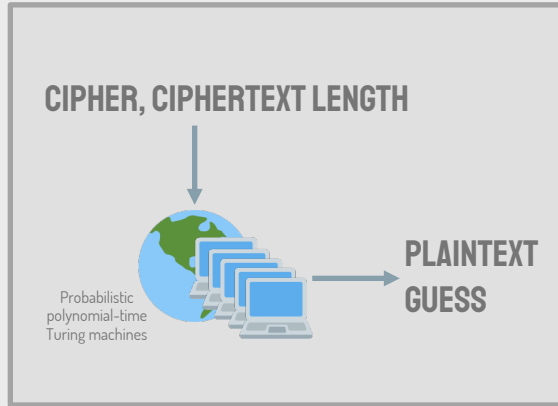 CIPHER, CIPHERTEXT LENGTH
PLAINTEXT
GUESS
Probabilistic
polynomial-time
Turing machines